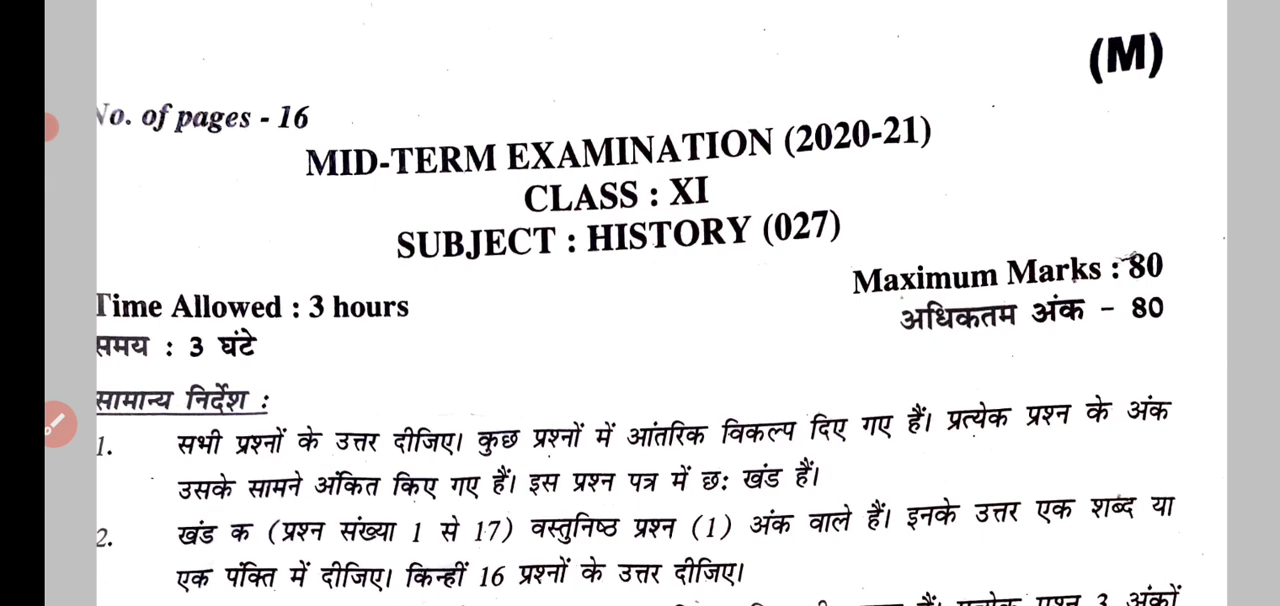 (M)
No. of pages - 16
MID-TERM EXAMINATION (2020-21)
CLASS : XI
SUBJECT : HISTORY (027)
Maximum Marks : 80
Time Allowed : 3 hours
अधिकतम अंक - 80
समय : 3 घंटे
सामान्य निर्देश :
1. सभी प्रश्नों के उत्तर दीजिए। कुछ प्रश्नों में आंतरिक विकल्प दिए गए हैं। प्रत्येक प्रश्न के अंक
उसके सामने अंकित किए गए हैं। इस प्रश्न पत्र में छः खंड हैं।
2. खंड क (प्रश्न संख्या 1 से 17) वस्तुनिष्ठ प्रश्न (1) अंक वाले हैं। इनके उत्तर एक शब्द या
एक पंक्ति में दीजिए। किन्हीं 16 प्रश्नों के उत्तर दीजिए।
हैं। प्रत्येक प्रश्न 3 अंकों